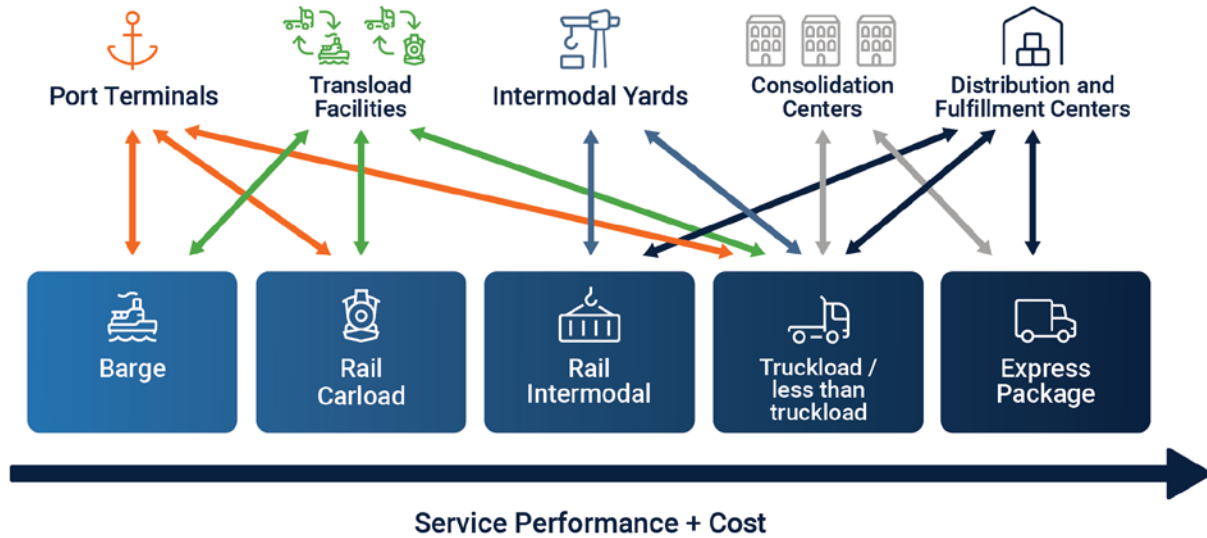 Port Terminals
Transload
Facilities
Intermodal Yards
Consolidation
Centers
Distribution and
Fulfillment Centers
Barge
Rail
Carload
Rail
Intermodal
Truckload /
less than
truckload
Express
Package
Service Performance + Cost